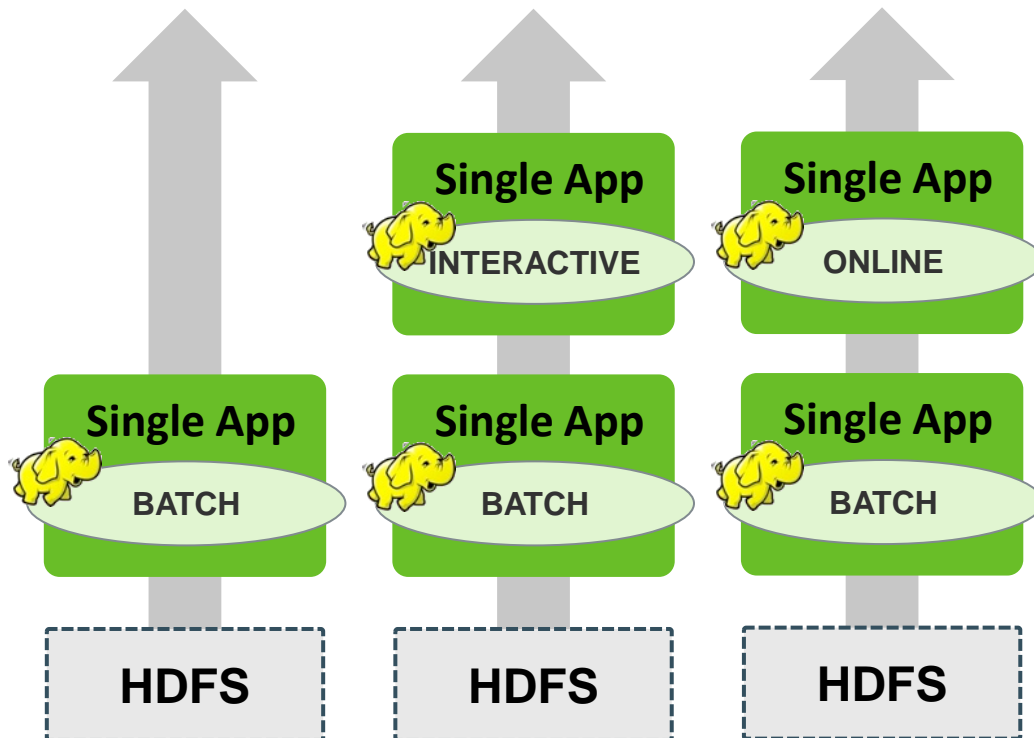 Single App
INTERACTIVE
Single App
ONLINE
Single App
BATCH
Single App
BATCH
Single App
BATCH
HDFS
HDFS
HDFS